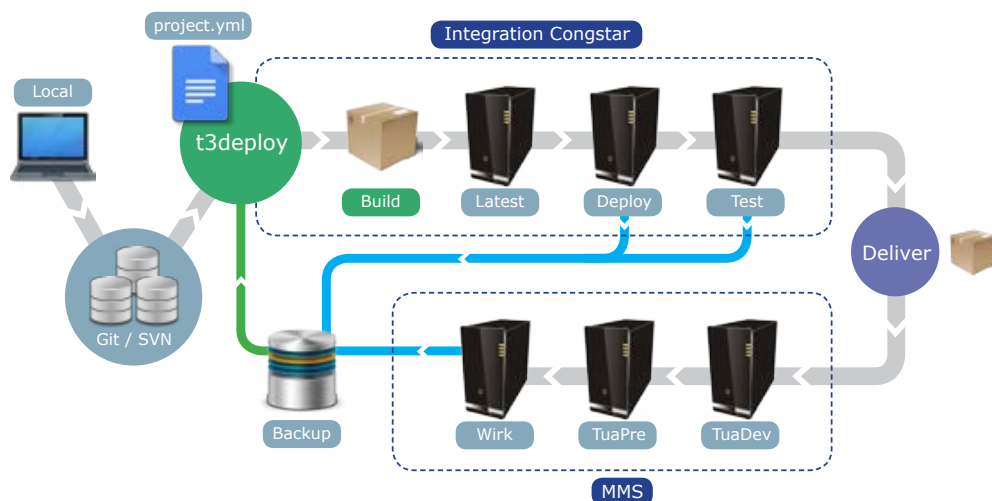 project.yml
Integration Congstar
Local
t3deploy
Build
Latest
Deploy
Test
Deliver
Git / SVN
Backup
Wirk
TuaPre
TuaDev
MMS